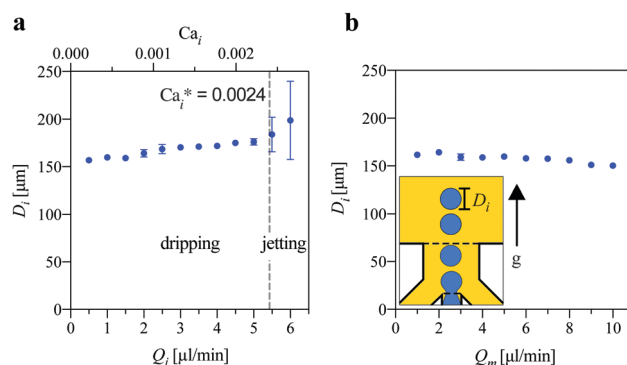 a
Ca_i
0.000 0.001 0.002
250
200
150
100
50
0
D_i [μm]
Ca_i* = 0.0024
dripping
jetting
0 1 2 3 4 5 6
Q_i [μl/min]
b
250
200
150
100
50
0
D_i [μm]
D_i
g
0 2 4 6 8 10
Q_m [μl/min]